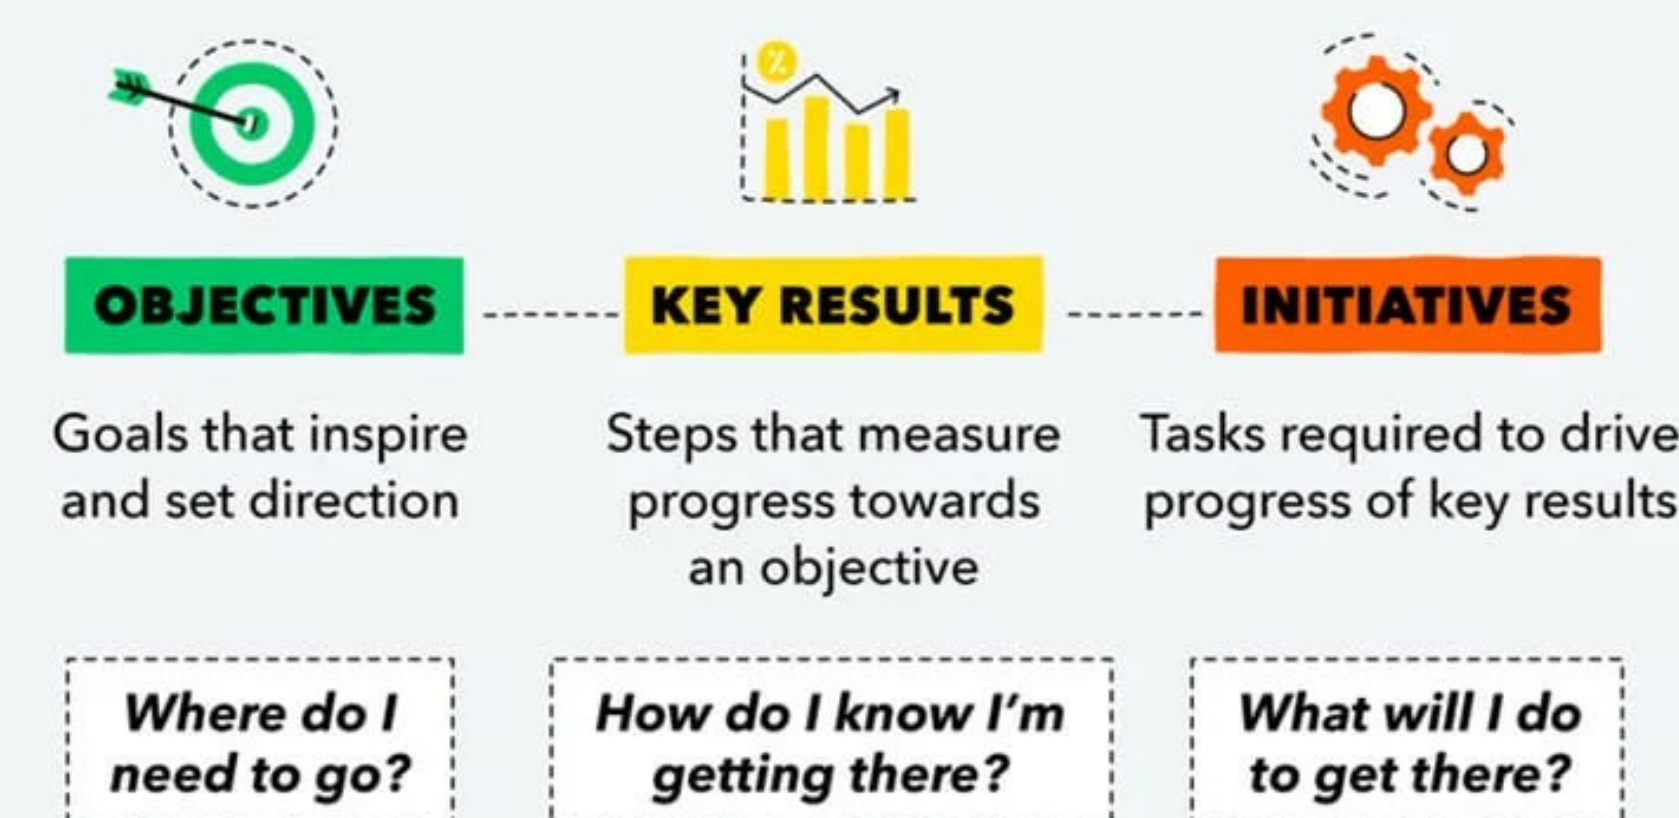 %
OBJECTIVES
KEY RESULTS
INITIATIVES
Goals that inspire
and set direction
Steps that measure
progress towards
an objective
Tasks required to drive
progress of key results
Where do I
need to go?
How do I know I'm
getting there?
What will I do
to get there?